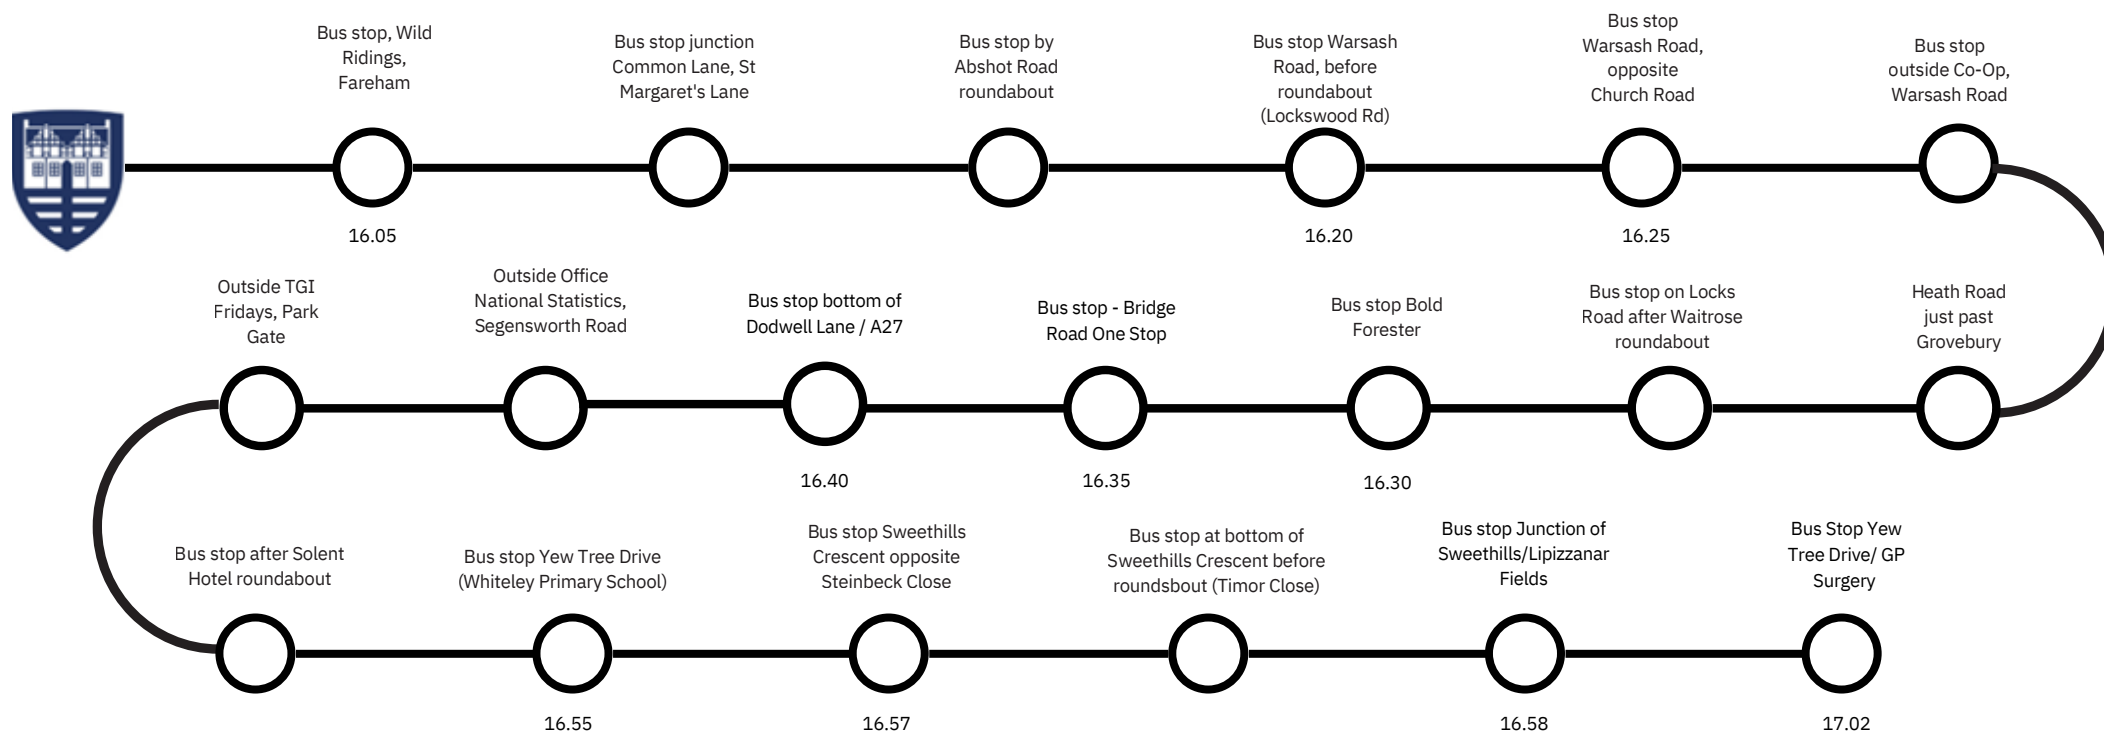 Bus stop, Wild
Ridings,
Fareham
Bus stop junction
Common Lane, St
Margaret's Lane
Bus stop by
Abshot Road
roundabout
Bus stop Warsash
Road, before
roundabout
(Lockswood Rd)
Bus stop
Warsash Road,
opposite
Church Road
Bus stop
outside Co-Op,
Warsash Road
16.05
16.20
16.25
Outside TGI
Fridays, Park
Gate
Outside Office
National Statistics,
Segensworth Road
Bus stop bottom of
Dodwell Lane / A27
Bus stop - Bridge
Road One Stop
Bus stop Bold
Forester
Bus stop on Locks
Road after Waitrose
roundabout
Heath Road
just past
Grovebury
16.40
16.35
16.30
Bus stop after Solent
Hotel roundabout
Bus stop Yew Tree Drive
(Whiteley Primary School)
Bus stop Sweethills
Crescent opposite
Steinbeck Close
Bus stop at bottom of
Sweethills Crescent before
roundsbout (Timor Close)
Bus stop Junction of
Sweethills/Lipizzanar
Fields
Bus Stop Yew
Tree Drive/ GP
Surgery
16.55
16.57
16.58
17.02